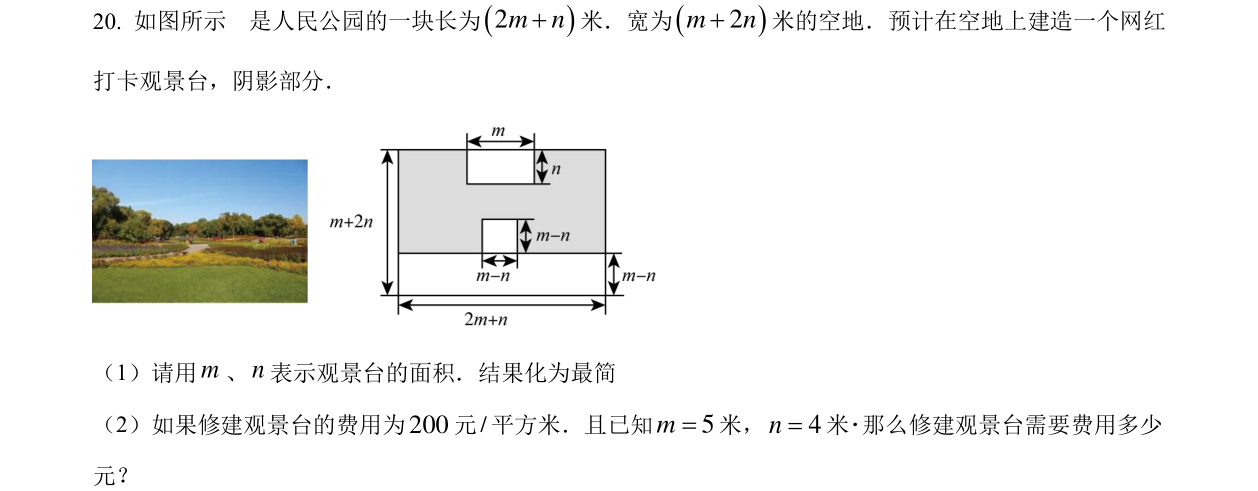 20. 如图所示 是人民公园的一块长为(2m+n)米．宽为(m+2n)米的空地．预计在空地上建造一个网红
打卡观景台，阴影部分．
m
n
m+2n
m−n
m−n
m−n
2m+n
（1）请用m 、 n 表示观景台的面积．结果化为最简
（2）如果修建观景台的费用为200 元/平方米．且已知m = 5 米， n = 4 米·那么修建观景台需要费用多少
元？